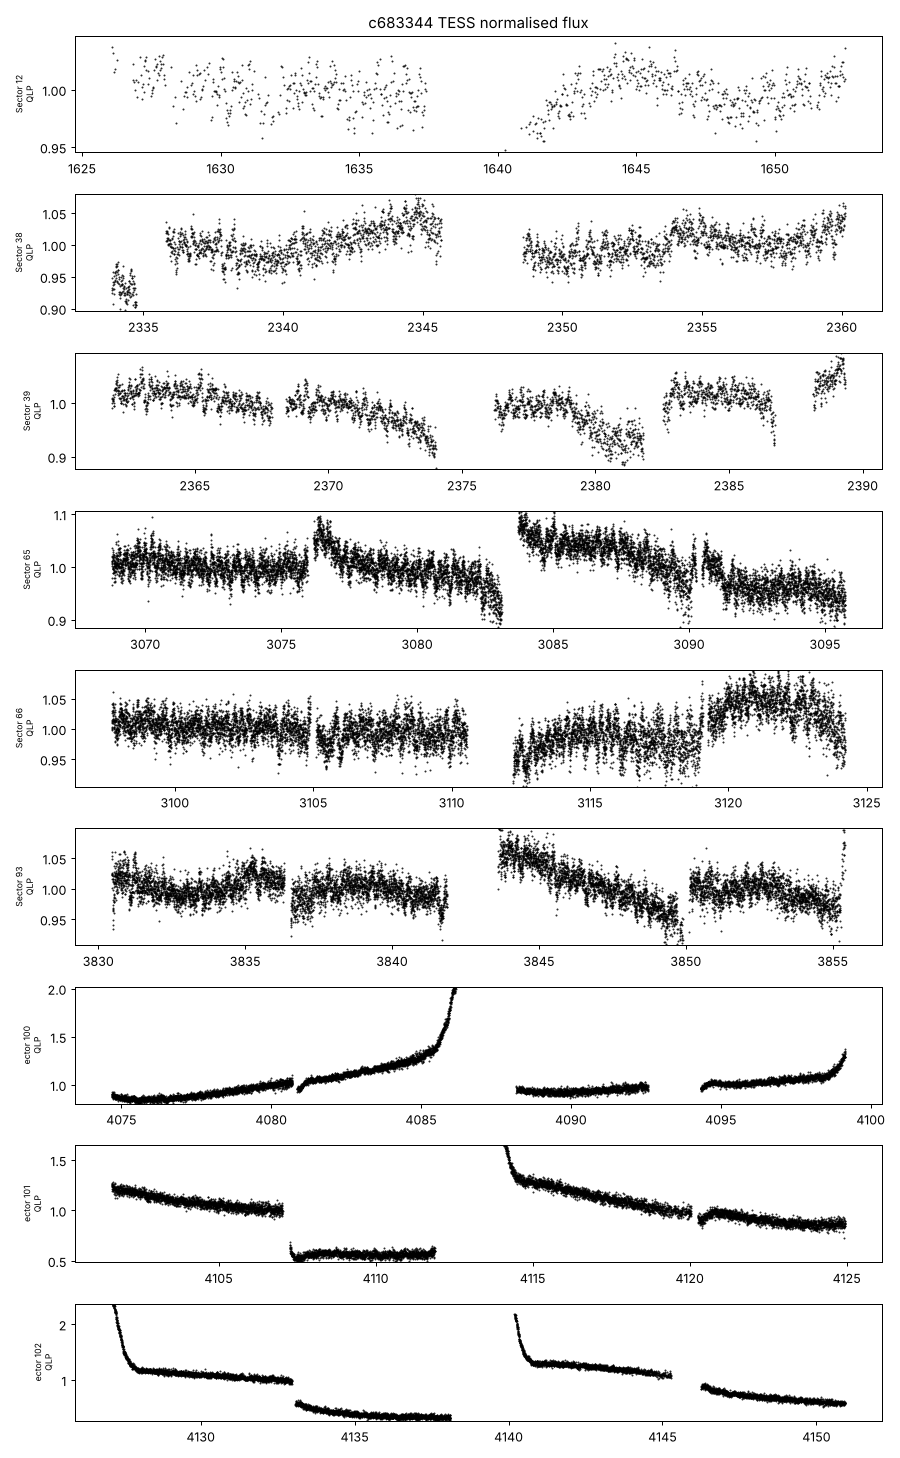 c683344 TESS normalised flux
Sector 12
QLP
1.00
0.95
1625 1630 1635 1640 1645 1650
Sector 38
QLP
1.05
1.00
0.95
0.90
2335 2340 2345 2350 2355 2360
Sector 39
QLP
1.0
0.9
2365 2370 2375 2380 2385 2390
Sector 65
QLP
1.1
1.0
0.9
3070 3075 3080 3085 3090 3095
Sector 66
QLP
1.05
1.00
0.95
3100 3105 3110 3115 3120 3125
Sector 93
QLP
1.05
1.00
0.95
3830 3835 3840 3845 3850 3855
ector 100
QLP
2.0
1.5
1.0
4075 4080 4085 4090 4095 4100
ector 101
QLP
1.5
1.0
0.5
4105 4110 4115 4120 4125
ector 102
QLP
2
1
4130 4135 4140 4145 4150